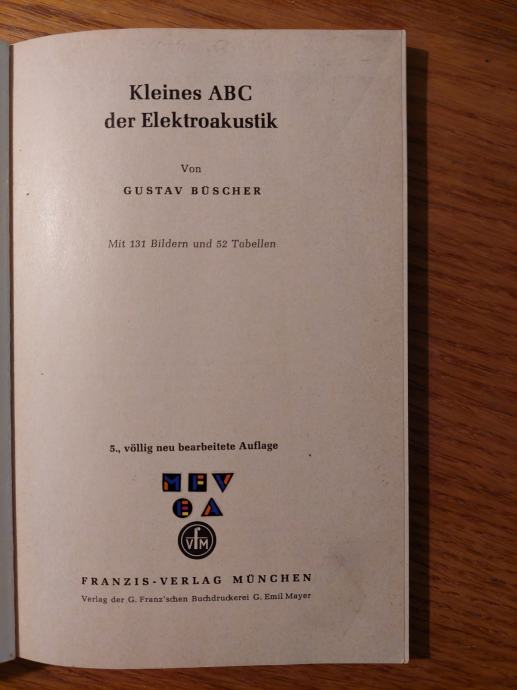 Kleines ABC
der Elektroakustik
Von
GUSTAV BÜSCHER
Mit 131 Bildern und 52 Tabellen
5., völlig neu bearbeitete Auflage
M F V
E A
VfM
FRANZIS-VERLAG MÜNCHEN
Verlag der G. Franz'schen Buchdruckerei G. Emil Mayer